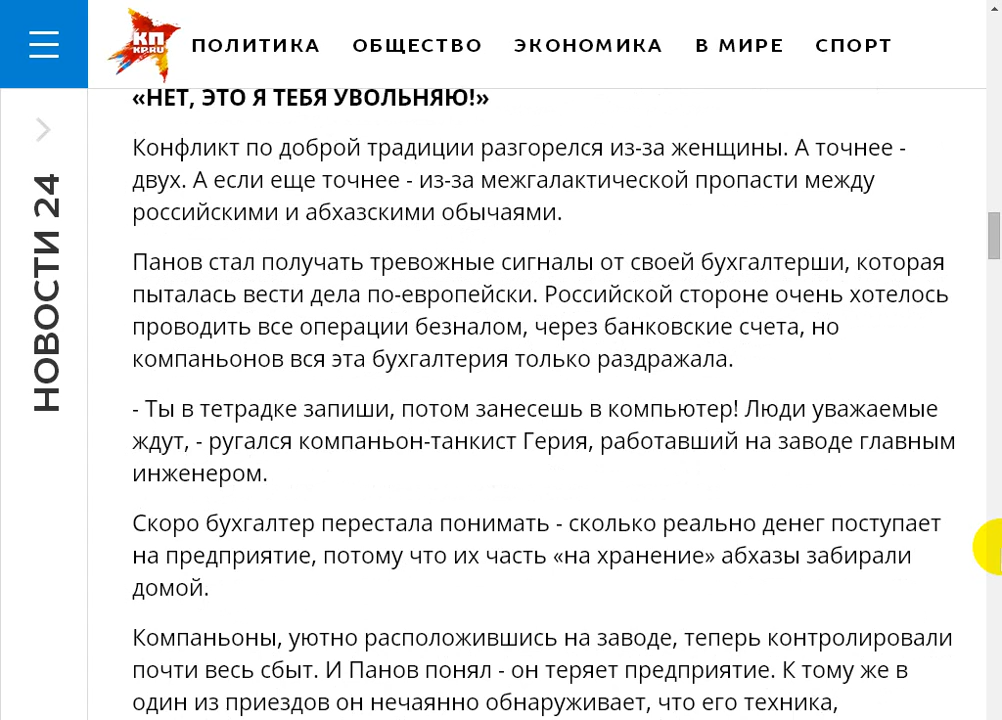 КП
KP.RU
ПОЛИТИКА ОБЩЕСТВО ЭКОНОМИКА В МИРЕ СПОРТ
НОВОСТИ 24
«НЕТ, ЭТО Я ТЕБЯ УВОЛЬНЯЮ!»
Конфликт по доброй традиции разгорелся из-за женщины. А точнее -
двух. А если еще точнее - из-за межгалактической пропасти между
российскими и абхазскими обычаями.
Панов стал получать тревожные сигналы от своей бухгалтерши, которая
пыталась вести дела по-европейски. Российской стороне очень хотелось
проводить все операции безналом, через банковские счета, но
компаньонов вся эта бухгалтерия только раздражала.
- Ты в тетрадке запиши, потом занесешь в компьютер! Люди уважаемые
ждут, - ругался компаньон-танкист Герия, работавший на заводе главным
инженером.
Скоро бухгалтер перестала понимать - сколько реально денег поступает
на предприятие, потому что их часть «на хранение» абхазы забирали
домой.
Компаньоны, уютно расположившись на заводе, теперь контролировали
почти весь сбыт. И Панов понял - он теряет предприятие. К тому же в
один из приездов он нечаянно обнаруживает, что его техника,